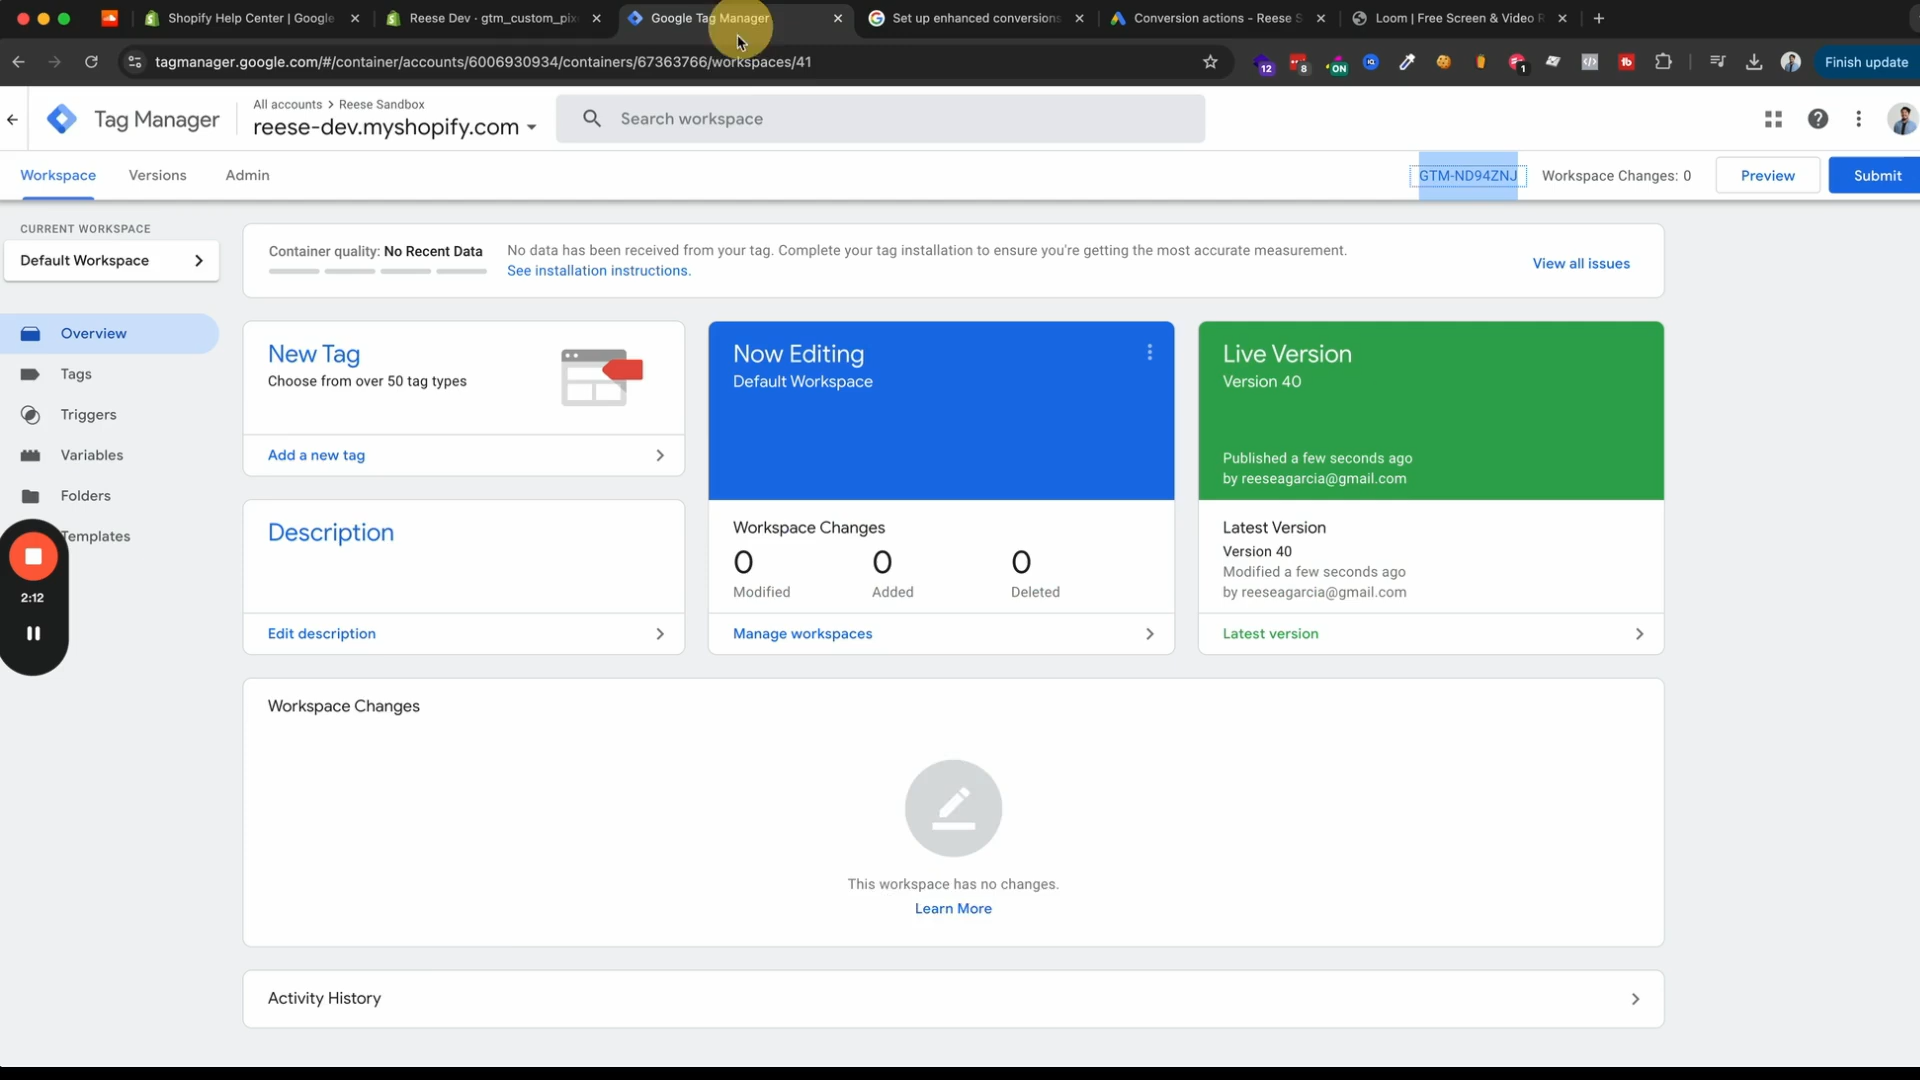 Shopify Help Center | Google
Reese Dev · gtm_custom_pix
Google Tag Manager
Set up enhanced conversions
Conversion actions - Reese S
Loom | Free Screen & Video R
tagmanager.google.com/#/container/accounts/6006930934/containers/67363766/workspaces/41
12
8
ON
1
Finish update
Tag Manager
All accounts > Reese Sandbox
reese-dev.myshopify.com
Search workspace
Workspace
Versions
Admin
GTM-ND94ZNJ
Workspace Changes: 0
Preview
Submit
CURRENT WORKSPACE
Default Workspace
Container quality: No Recent Data
No data has been received from your tag. Complete your tag installation to ensure you're getting the most accurate measurement.
See installation instructions.
View all issues
Overview
Tags
Triggers
Variables
Folders
Templates
2:12
New Tag
Choose from over 50 tag types
Add a new tag
Description
Edit description
Now Editing
Default Workspace
Workspace Changes
0 0 0
Modified Added Deleted
Manage workspaces
Live Version
Version 40
Published a few seconds ago
by reeseagarcia@gmail.com
Latest Version
Version 40
Modified a few seconds ago
by reeseagarcia@gmail.com
Latest version
Workspace Changes
This workspace has no changes.
Learn More
Activity History